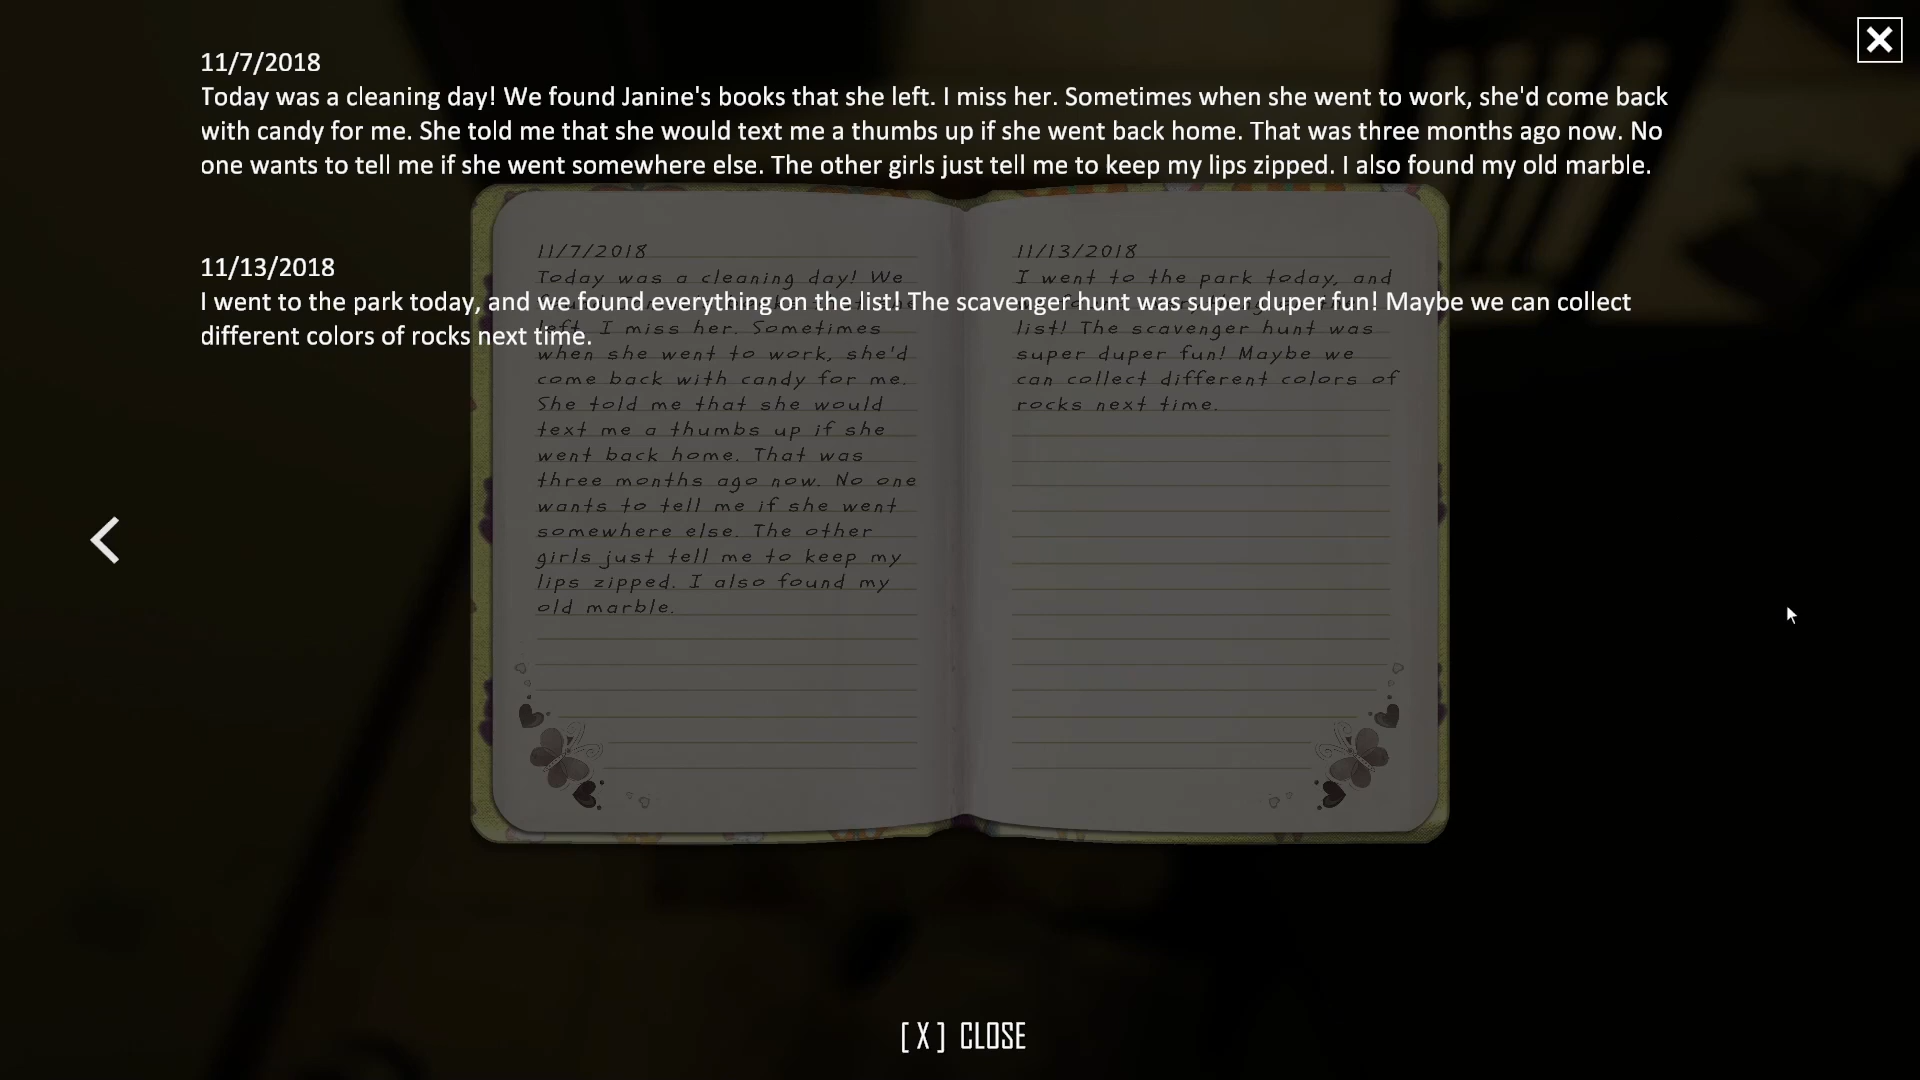 11/7/2018
Today was a cleaning day! We found Janine's books that she left. I miss her. Sometimes when she went to work, she'd come back
with candy for me. She told me that she would text me a thumbs up if she went back home. That was three months ago now. No
one wants to tell me if she went somewhere else. The other girls just tell me to keep my lips zipped. I also found my old marble.
11/13/2018
I went to the park today, and we found everything on the list! The scavenger hunt was super duper fun! Maybe we can collect
different colors of rocks next time.
11/7/2018
Today was a cleaning day! We
left. I miss her. Sometimes
when she went to work, she'd
come back with candy for me.
She told me that she would
text me a thumbs up if she
went back home. That was
three months ago now. No one
wants to tell me if she went
somewhere else. The other
girls just tell me to keep my
lips zipped. I also found my
old marble.
11/13/2018
I went to the park today, and
list! The scavenger hunt was
super duper fun! Maybe we
can collect different colors of
rocks next time.
[X] CLOSE